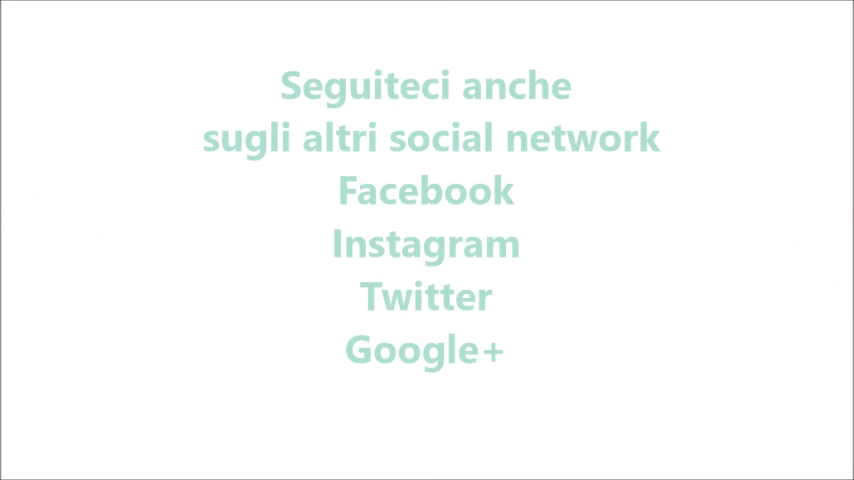 Seguiteci anche
sugli altri social network
Facebook
Instagram
Twitter
Google+